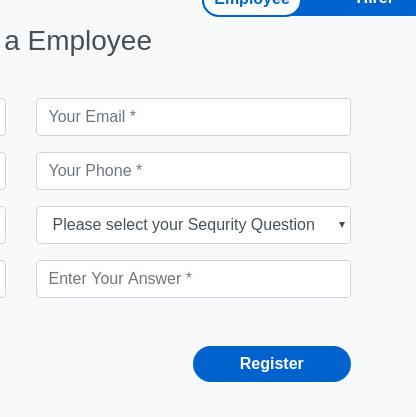 Employee
Hirer
a Employee
Your Email *
Your Phone *
Please select your Sequrity Question
Enter Your Answer *
Register